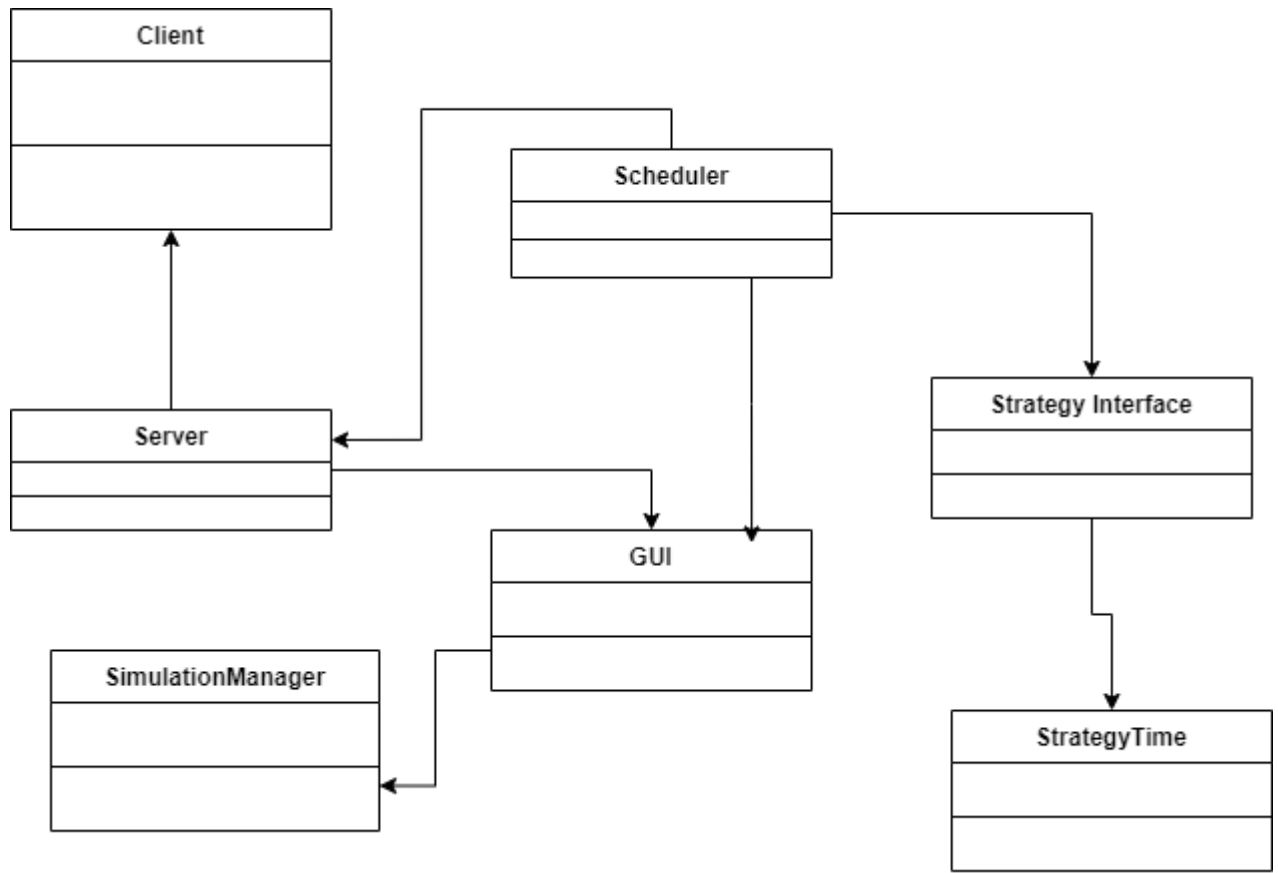 Client
Scheduler
Strategy Interface
Server
GUI
SimulationManager
StrategyTime